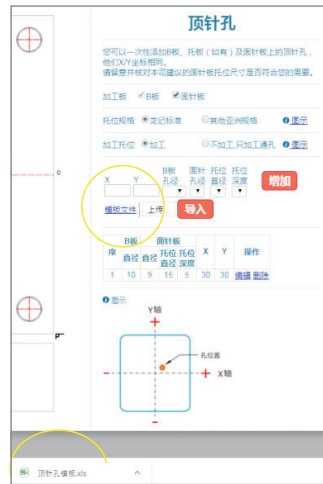 顶针孔
您可以一次性添加B板、托板（如有）及面针板上的顶针孔，
他们X/Y坐标相同。
请留意并核对本司建议的面针板托位尺寸是否符合您的需要。
加工板 B板 面针板
托位规格 龙记标准 其他亚洲规格 图示
加工托位 加工 不加工,只加工通孔 图示
X Y B板孔径 面针孔径 托位直径 托位深度 增加
模板文件 上传 导入
序 B板 面针板 X Y 操作
直径 直径 托位直径 托位深度
1 10 9 15 5 30 30 编辑 删除
图示
Y轴
孔位置
X轴
0
顶针孔模板.xls